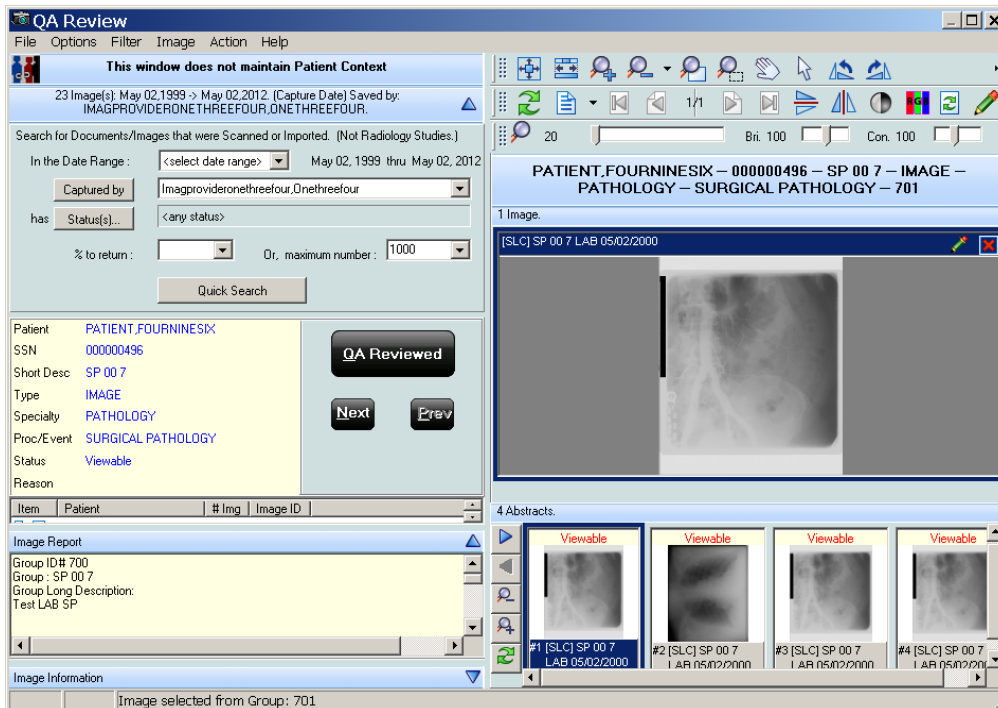 QA Review
File Options Filter Image Action Help
This window does not maintain Patient Context
23 Image(s); May 02,1999 -> May 02,2012. (Capture Date) Saved by:
IMAGPROVIDERONETHREEFOUR,ONETHREEFOUR.
Search for Documents/Images that were Scanned or Imported. (Not Radiology Studies.)
In the Date Range : <select date range> May 02, 1999 thru May 02, 2012
Captured by Imagprovideronethreefour,Onethreefour
has Status(s)... <any status>
% to return : Or, maximum number : 1000
Quick Search
Patient PATIENT,FOURNINESIX
SSN 000000496
Short Desc SP 00 7
Type IMAGE
Specialty PATHOLOGY
Proc/Event SURGICAL PATHOLOGY
Status Viewable
Reason
QA Reviewed
Next Prev
Item Patient # Img Image ID
Image Report
Group ID# 700
Group : SP 00 7
Group Long Description:
Test LAB SP
Image Information
Image selected from Group: 701
1/1
RGB
20 Bri. 100 Con. 100
PATIENT,FOURNINESIX – 000000496 – SP 00 7 – IMAGE –
PATHOLOGY – SURGICAL PATHOLOGY – 701
1 Image.
[SLC] SP 00 7 LAB 05/02/2000
4 Abstracts.
Viewable Viewable Viewable Viewable
#1 [SLC] SP 00 7 #2 [SLC] SP 00 7 #3 [SLC] SP 00 7 #4 [SLC] SP 00 7
LAB 05/02/2000 LAB 05/02/2000 LAB 05/02/2000 LAB 05/02/200